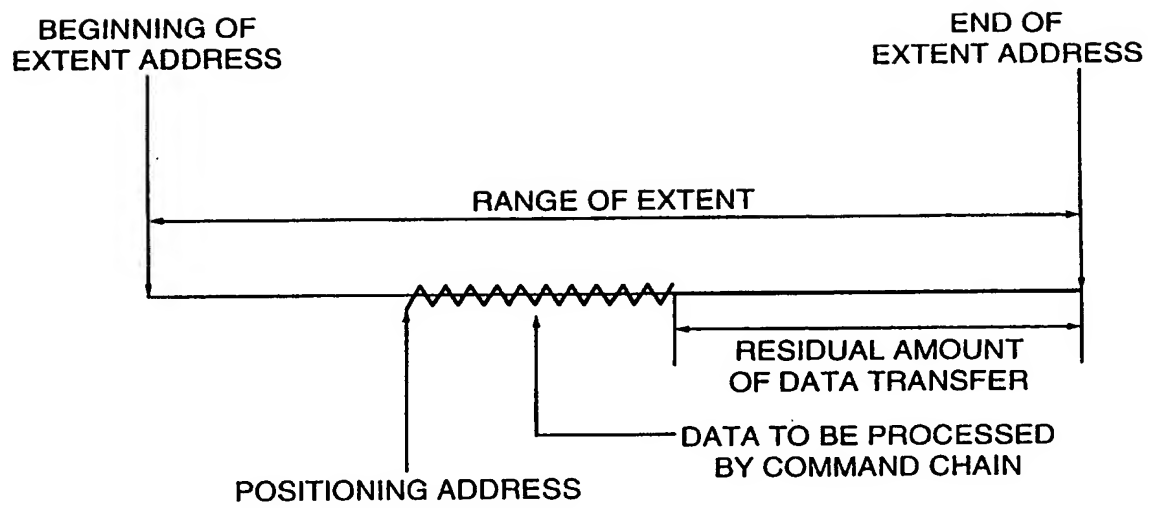 BEGINNING OF
EXTENT ADDRESS
END OF
EXTENT ADDRESS
RANGE OF EXTENT
RESIDUAL AMOUNT
OF DATA TRANSFER
DATA TO BE PROCESSED
BY COMMAND CHAIN
POSITIONING ADDRESS